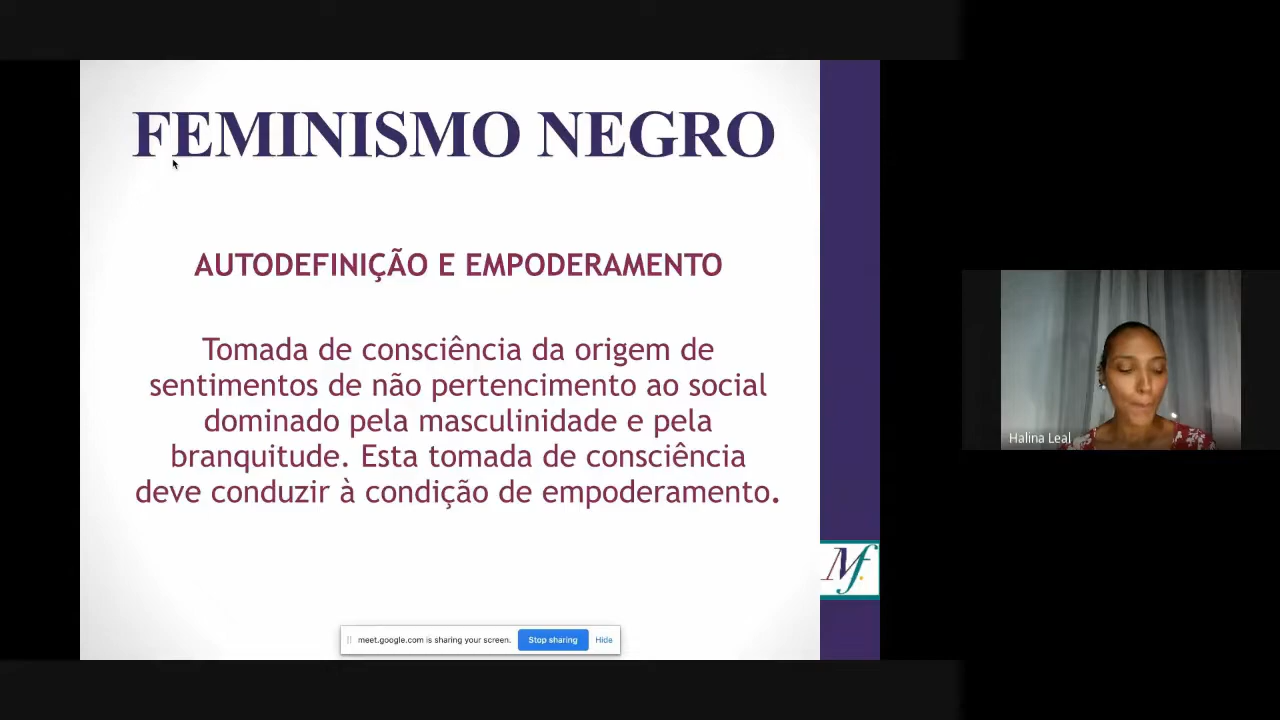 FEMINISMO NEGRO
AUTODEFINIÇÃO E EMPODERAMENTO
Tomada de consciência da origem de
sentimentos de não pertencimento ao social
dominado pela masculinidade e pela
branquitude. Esta tomada de consciência
deve conduzir à condição de empoderamento.
Mf.
meet.google.com is sharing your screen. Stop sharing Hide
Halina Leal